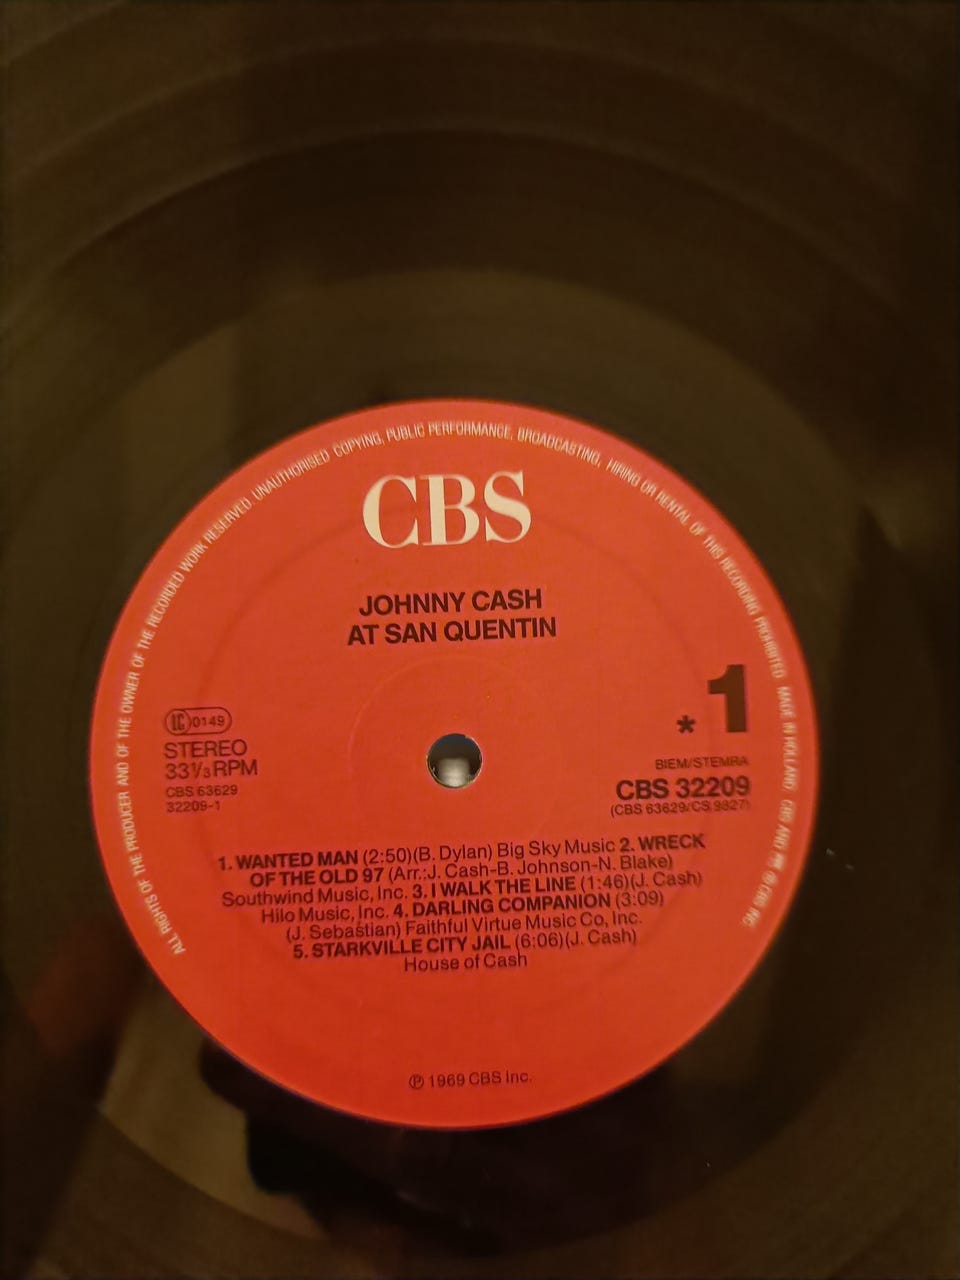 ALL RIGHTS OF THE PRODUCER AND OF THE OWNER OF THE RECORDED WORK RESERVED. UNAUTHORISED COPYING, PUBLIC PERFORMANCE, BROADCASTING, HIRING OR RENTAL OF THIS RECORDING PROHIBITED MADE IN HOLLAND CBS AND ® CBS INC.
CBS
JOHNNY CASH
AT SAN QUENTIN
*1
LC 0149
STEREO
33⅓ RPM
CBS 63629
32209-1
BIEM/STEMRA
CBS 32209
(CBS 63629/CS 9827)
1. WANTED MAN (2:50)(B. Dylan) Big Sky Music 2. WRECK
OF THE OLD 97 (Arr.:J. Cash-B. Johnson-N. Blake)
Southwind Music, Inc. 3. I WALK THE LINE (1:46)(J. Cash)
Hilo Music, Inc. 4. DARLING COMPANION (3:09)
(J. Sebastian) Faithful Virtue Music Co, Inc.
5. STARKVILLE CITY JAIL (6:06)(J. Cash)
House of Cash
℗ 1969 CBS Inc.